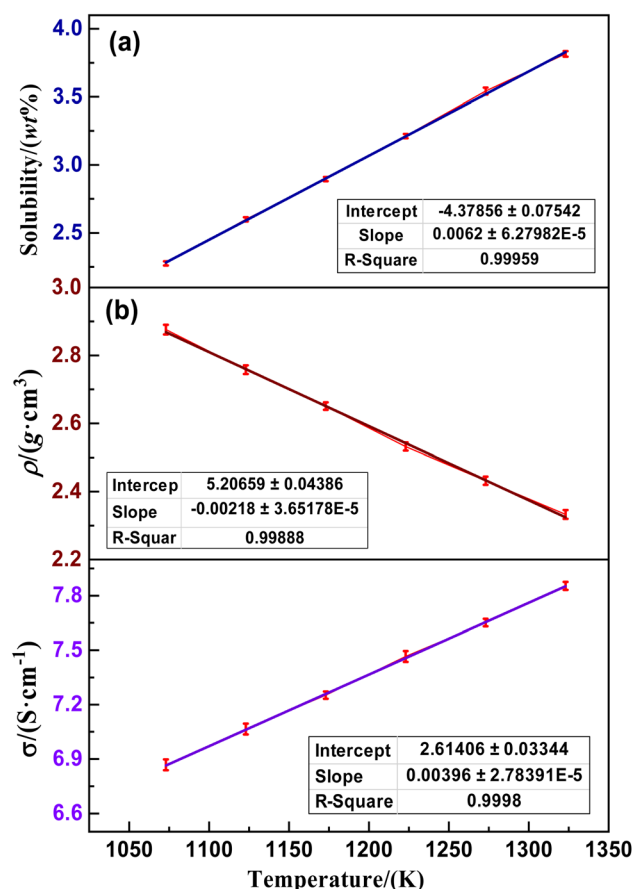 (a)
Solubility/(wt%)
4.0
3.5
3.0
2.5
3.0
Intercept -4.37856 ± 0.07542
Slope 0.0062 ± 6.27982E-5
R-Square 0.99959
(b)
ρ/(g·cm³)
2.8
2.6
2.4
2.2
Intercep 5.20659 ± 0.04386
Slope -0.00218 ± 3.65178E-5
R-Squar 0.99888
σ/(S·cm⁻¹)
7.8
7.5
7.2
6.9
6.6
Intercept 2.61406 ± 0.03344
Slope 0.00396 ± 2.78391E-5
R-Square 0.9998
1050 1100 1150 1200 1250 1300 1350
Temperature/(K)